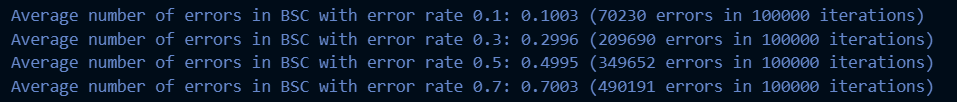 Average number of errors in BSC with error rate 0.1: 0.1003 (70230 errors in 100000 iterations)
Average number of errors in BSC with error rate 0.3: 0.2996 (209690 errors in 100000 iterations)
Average number of errors in BSC with error rate 0.5: 0.4995 (349652 errors in 100000 iterations)
Average number of errors in BSC with error rate 0.7: 0.7003 (490191 errors in 100000 iterations)